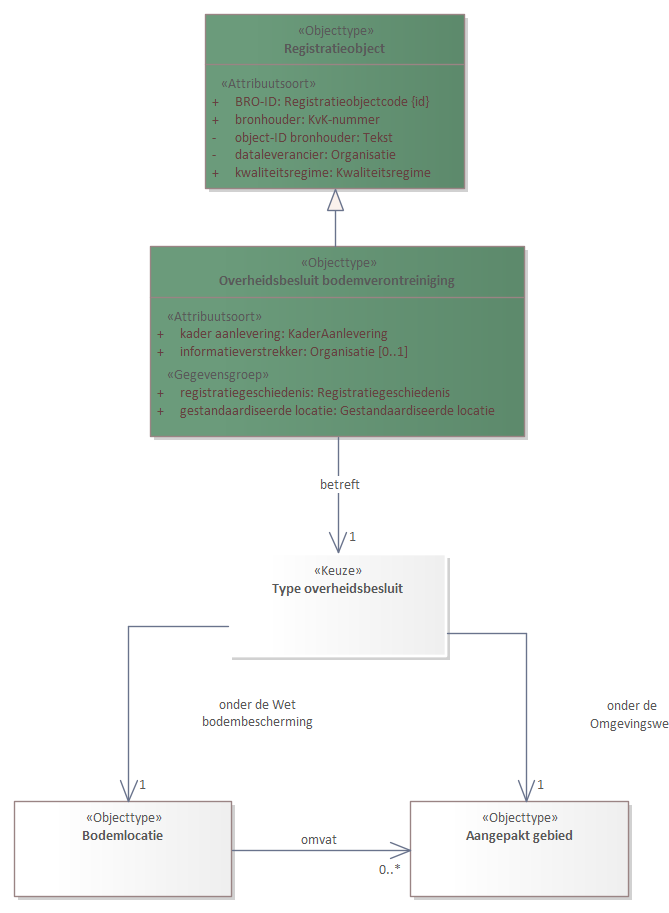 «Objecttype»
Registratieobject
«Attribuutsoort»
+ BRO-ID: Registratieobjectcode {id}
+ bronhouder: KvK-nummer
- object-ID bronhouder: Tekst
- dataleverancier: Organisatie
+ kwaliteitsregime: Kwaliteitsregime
«Objecttype»
Overheidsbesluit bodemverontreiniging
«Attribuutsoort»
+ kader aanlevering: KaderAanlevering
+ informatieverstrekker: Organisatie [0..1]
«Gegevensgroep»
+ registratiegeschiedenis: Registratiegeschiedenis
+ gestandaardiseerde locatie: Gestandaardiseerde locatie
betreft
1
«Keuze»
Type overheidsbesluit
onder de Wet
bodembescherming
onder de
Omgevingswe
1
1
«Objecttype»
Bodemlocatie
omvat
0..*
«Objecttype»
Aangepakt gebied